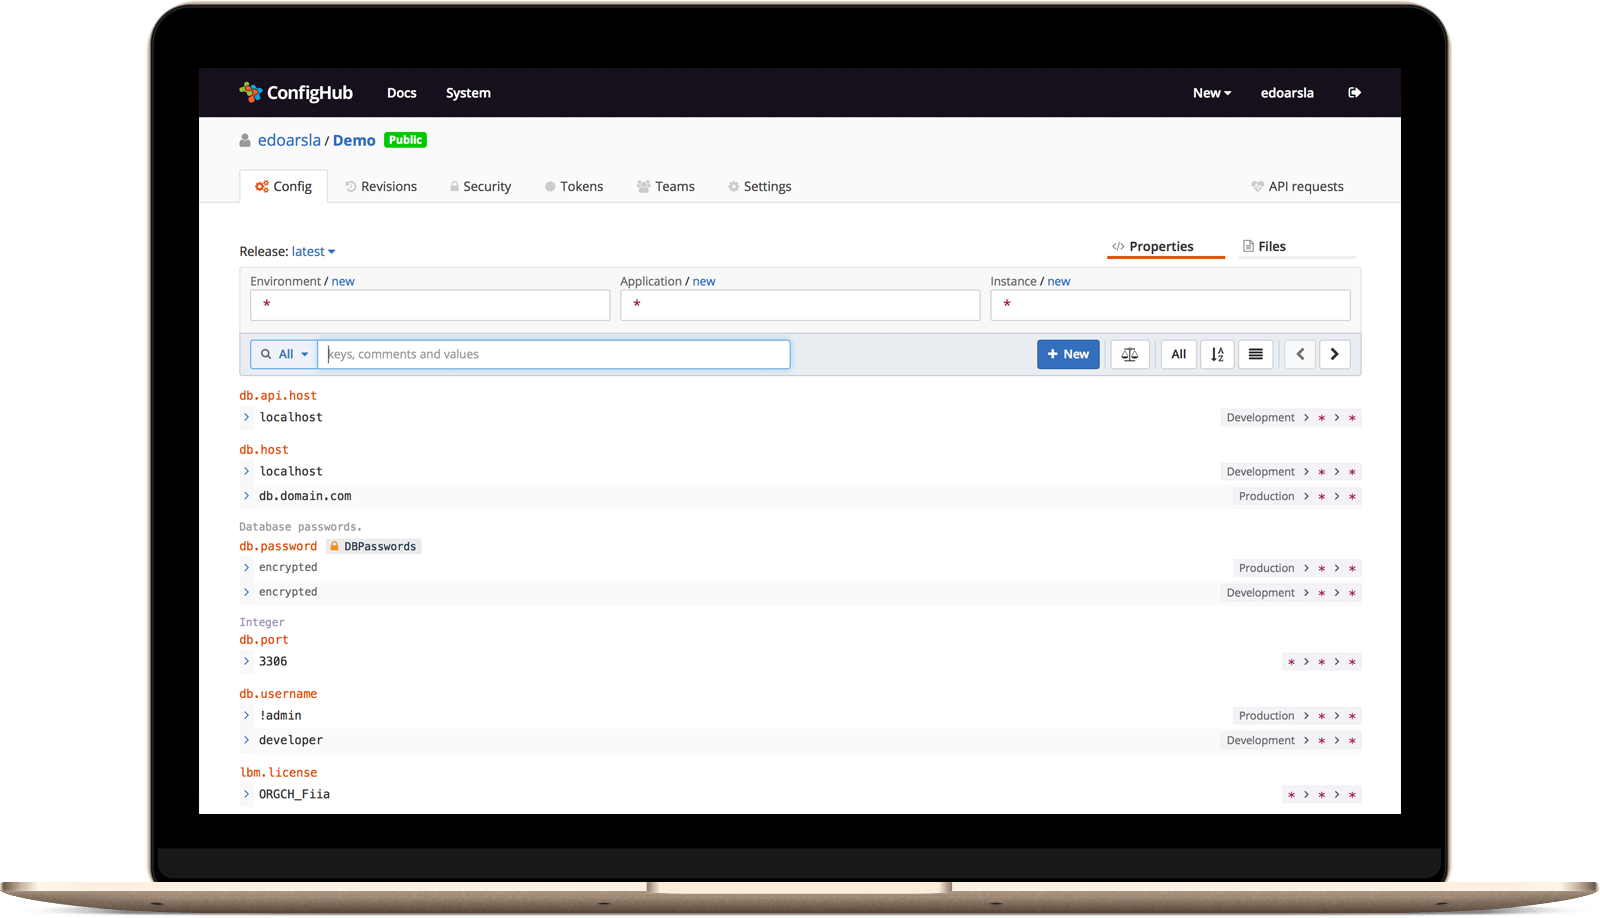 ConfigHub Docs System New edoarsla
edoarsla / Demo Public
Config Revisions Security Tokens Teams Settings API requests
Release: latest Properties Files
Environment / new Application / new Instance / new
* * *
All keys, comments and values + New All
db.api.host
localhost Development > * > *
db.host
localhost Development > * > *
db.domain.com Production > * > *
Database passwords.
db.password DBPasswords
encrypted Production > * > *
encrypted Development > * > *
Integer
db.port
3306 * > * > *
db.username
!admin Production > * > *
developer Development > * > *
lbm.license
ORGCH_Fiia * > * > *